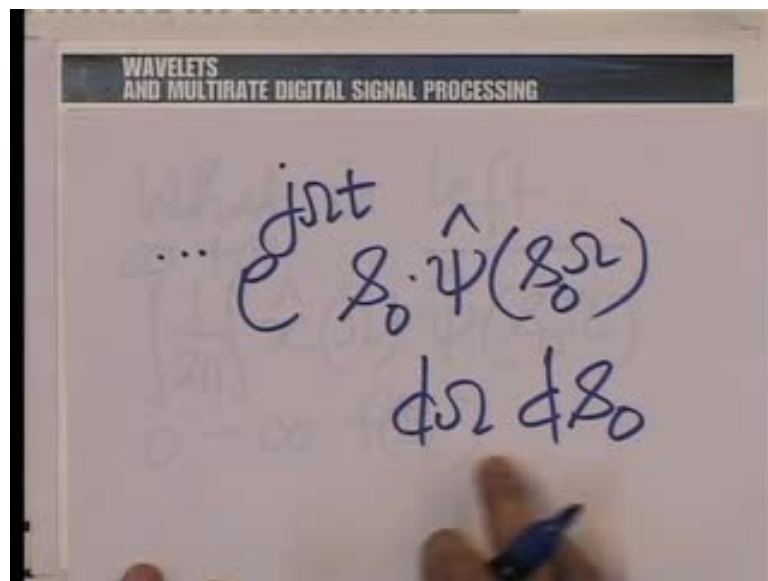 WAVELETS
AND MULTIRATE DIGITAL SIGNAL PROCESSING
... e^{jΩt} s₀ · ψ̂(s₀Ω)
dΩ ds₀